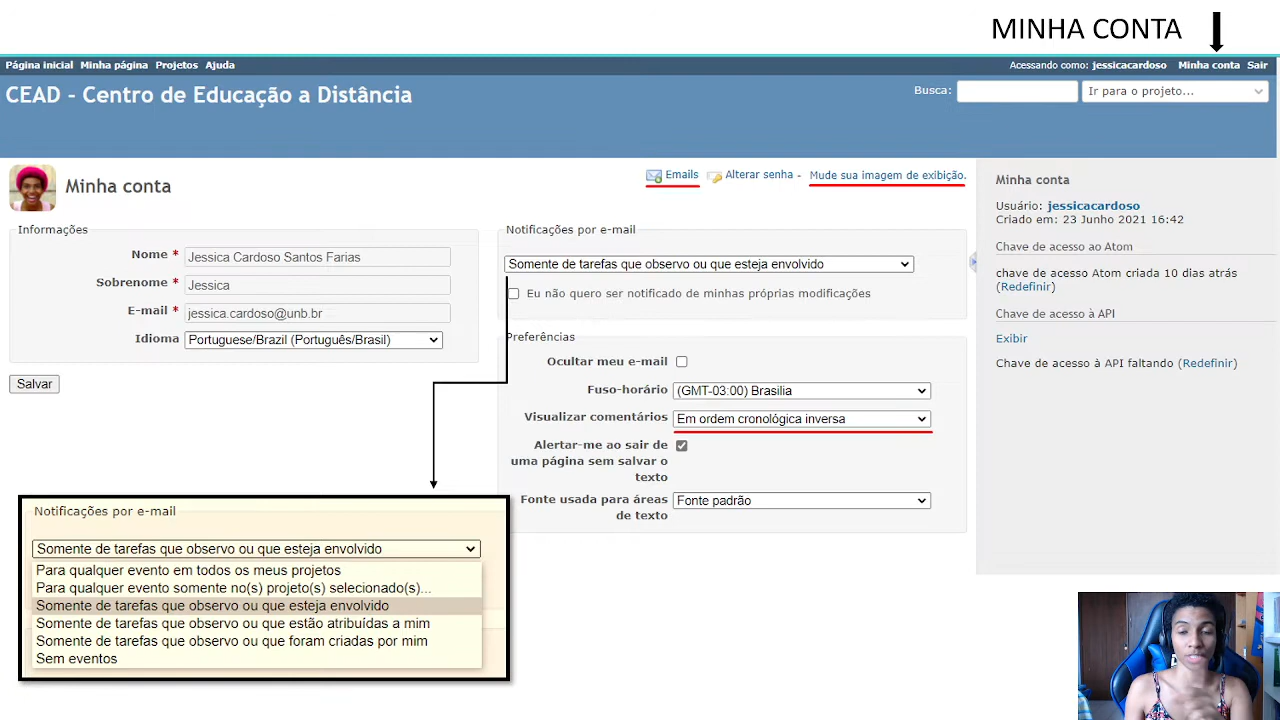 MINHA CONTA
Página inicial Minha página Projetos Ajuda
Acessando como: jessicacardoso Minha conta Sair
CEAD - Centro de Educação a Distância
Busca:
Ir para o projeto...
Minha conta
Emails
Alterar senha -
Mude sua imagem de exibição.
Informações
Nome *
Jessica Cardoso Santos Farias
Sobrenome *
Jessica
E-mail *
jessica.cardoso@unb.br
Idioma
Portuguese/Brazil (Português/Brasil)
Salvar
Notificações por e-mail
Somente de tarefas que observo ou que esteja envolvido
Eu não quero ser notificado de minhas próprias modificações
Preferências
Ocultar meu e-mail
Fuso-horário
(GMT-03:00) Brasilia
Visualizar comentários
Em ordem cronológica inversa
Alertar-me ao sair de
uma página sem salvar o
texto
Fonte usada para áreas
de texto
Fonte padrão
Minha conta
Usuário: jessicacardoso
Criado em: 23 Junho 2021 16:42
Chave de acesso ao Atom
chave de acesso Atom criada 10 dias atrás
(Redefinir)
Chave de acesso à API
Exibir
Chave de acesso à API faltando (Redefinir)
Notificações por e-mail
Somente de tarefas que observo ou que esteja envolvido
Para qualquer evento em todos os meus projetos
Para qualquer evento somente no(s) projeto(s) selecionado(s)...
Somente de tarefas que observo ou que esteja envolvido
Somente de tarefas que observo ou que estão atribuídas a mim
Somente de tarefas que observo ou que foram criadas por mim
Sem eventos